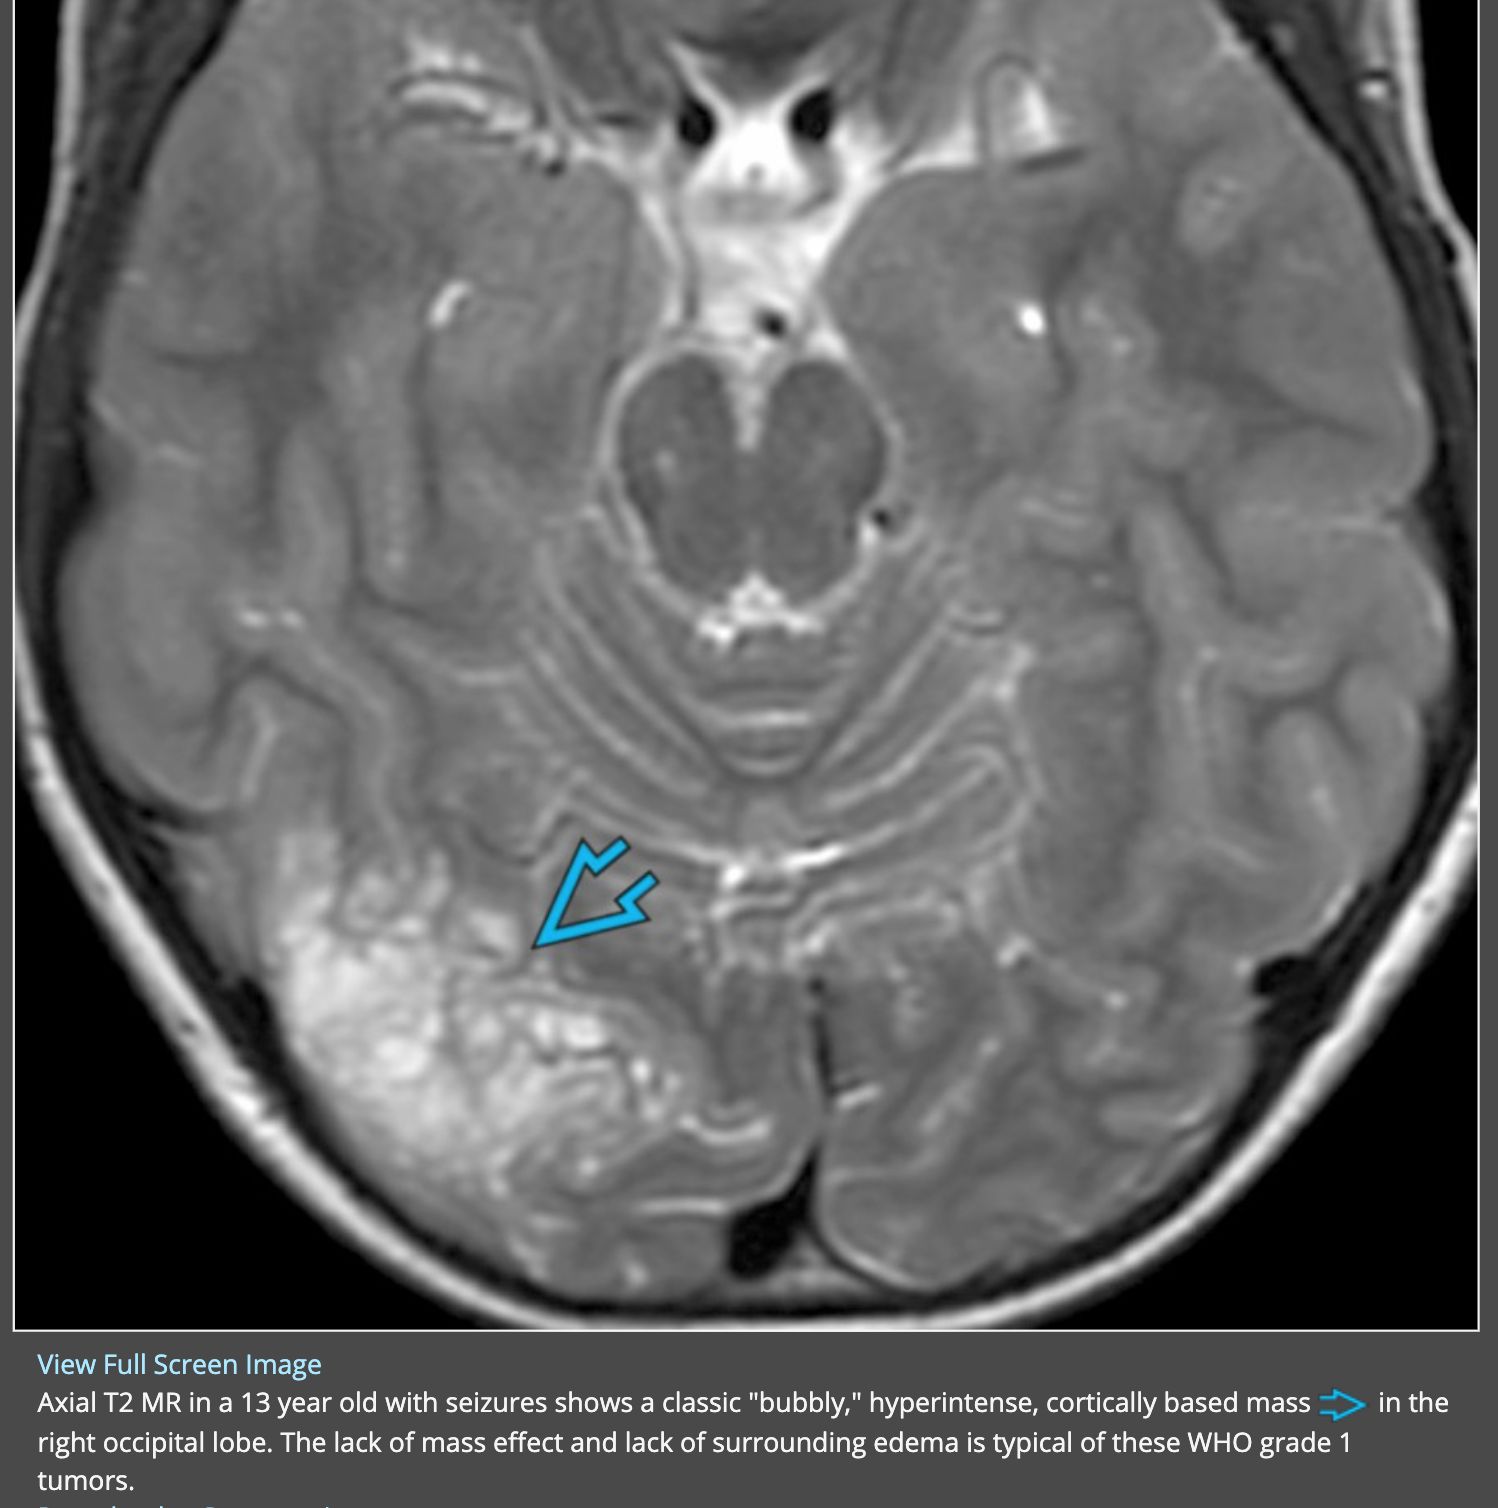 View Full Screen Image
Axial T2 MR in a 13 year old with seizures shows a classic "bubbly," hyperintense, cortically based mass in the
right occipital lobe. The lack of mass effect and lack of surrounding edema is typical of these WHO grade 1
tumors.